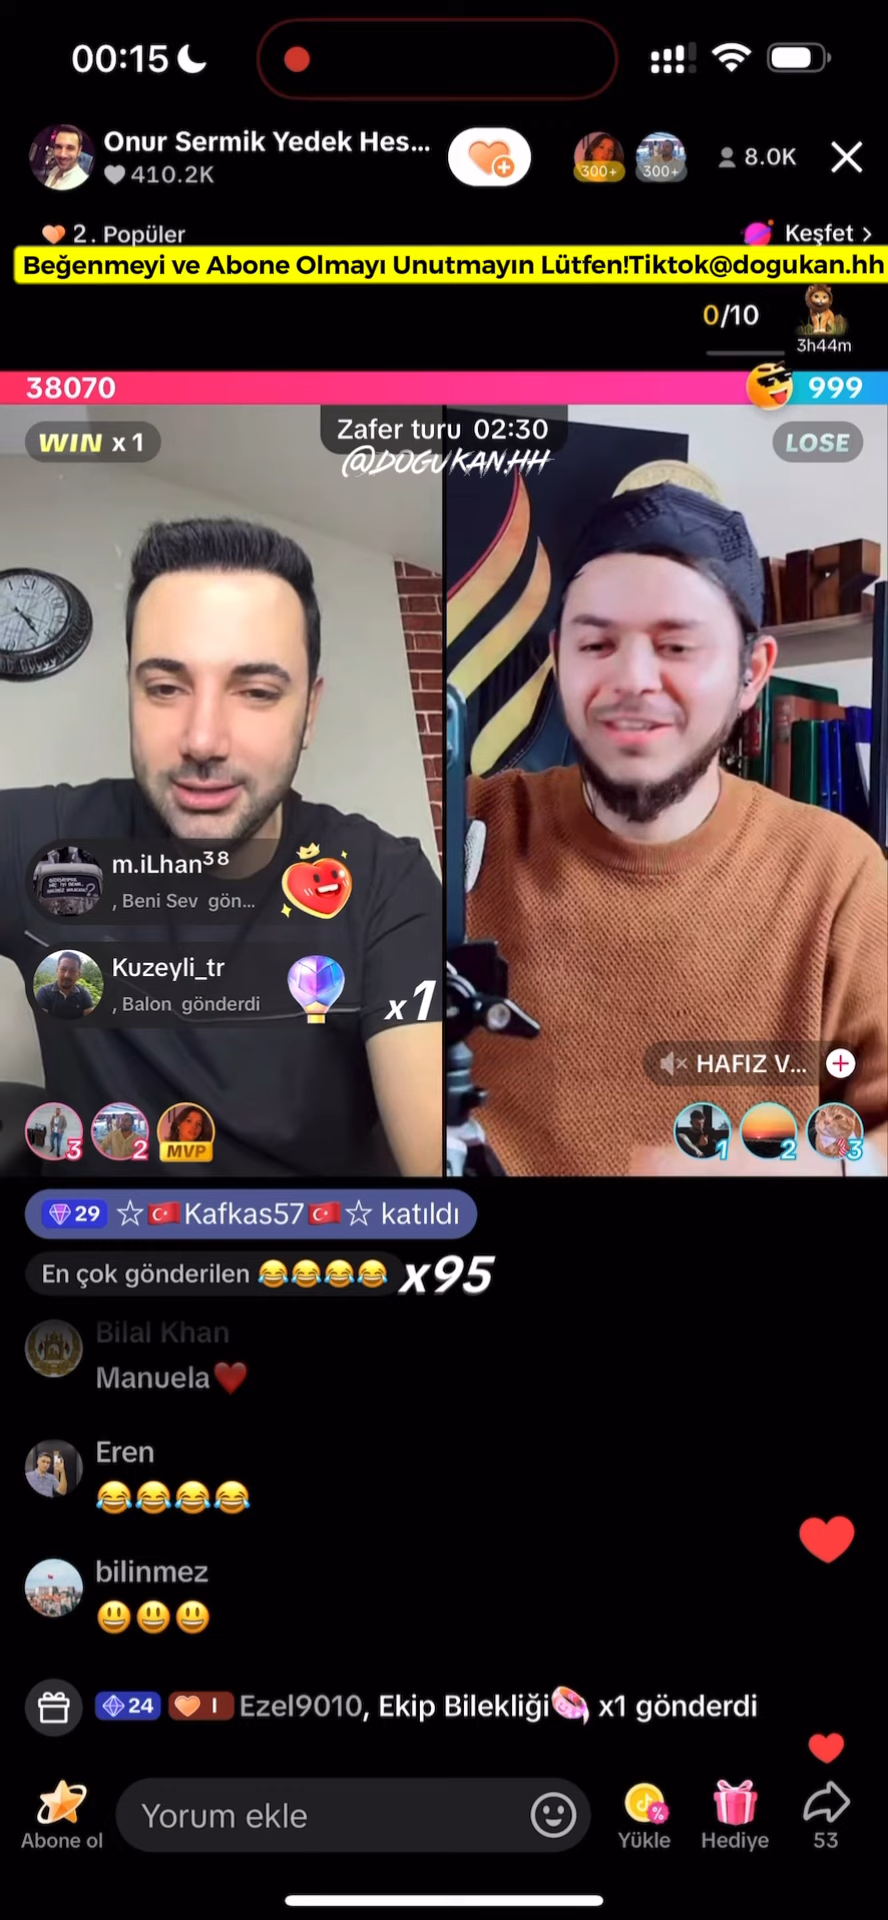 00:15
Onur Sermik Yedek Hes...
410.2K
300+
300+
8.0K
2. Popüler
Keşfet >
Beğenmeyi ve Abone Olmayı Unutmayın Lütfen!Tiktok@dogukan.hh
0/10
3h44m
38070
999
WIN x 1
Zafer turu 02:30
LOSE
@DOGUKAN.HH
m.iLhan³⁸
, Beni Sev gön...
Kuzeyli_tr
, Balon gönderdi
x1
HAFIZ V...
3
2
MVP
1
2
3
29 ☆🇹🇷Kafkas57🇹🇷☆ katıldı
En çok gönderilen 😂😂😂😂 x95
Bilal Khan
Manuela❤️
Eren
😂😂😂😂
bilinmez
😃😃😃
24 I Ezel9010, Ekip Bilekliği x1 gönderdi
Abone ol
Yorum ekle
Yükle
Hediye
53